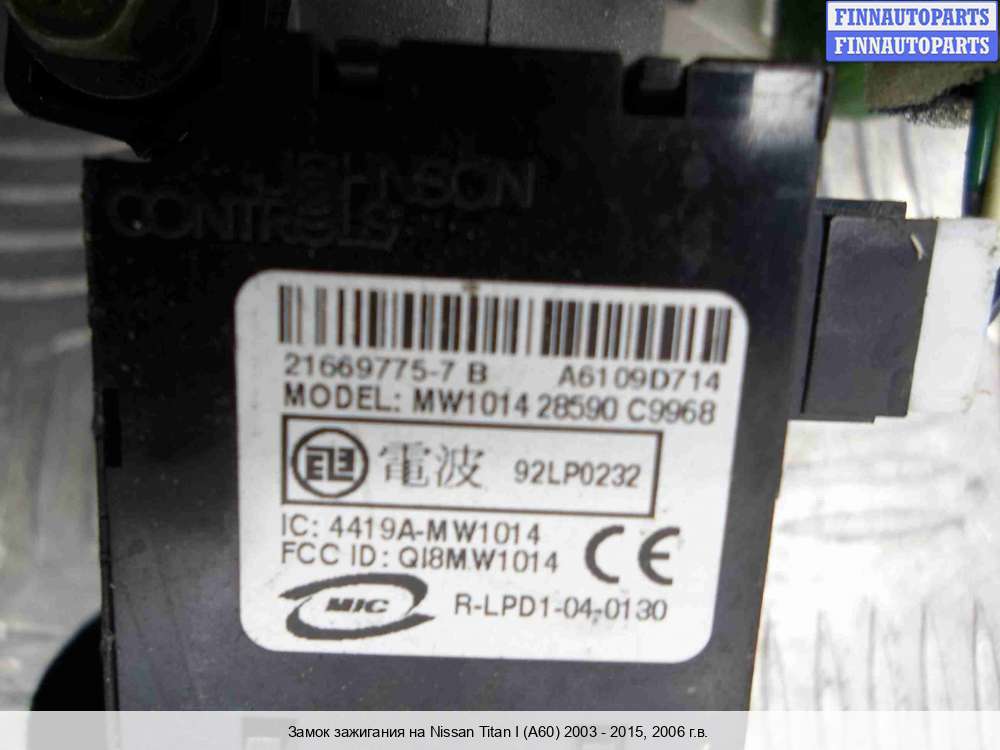 FINNAUTOPARTS
FINNAUTOPARTS
JOHNSON
CONTROLS
21669775-7 B A6109D714
MODEL: MW1014 28590 C9968
電波 92LP0232
IC: 4419A-MW1014
FCC ID: QI8MW1014
CE
MIC R-LPD1-04-0130
Замок зажигания на Nissan Titan I (A60) 2003 - 2015, 2006 г.в.